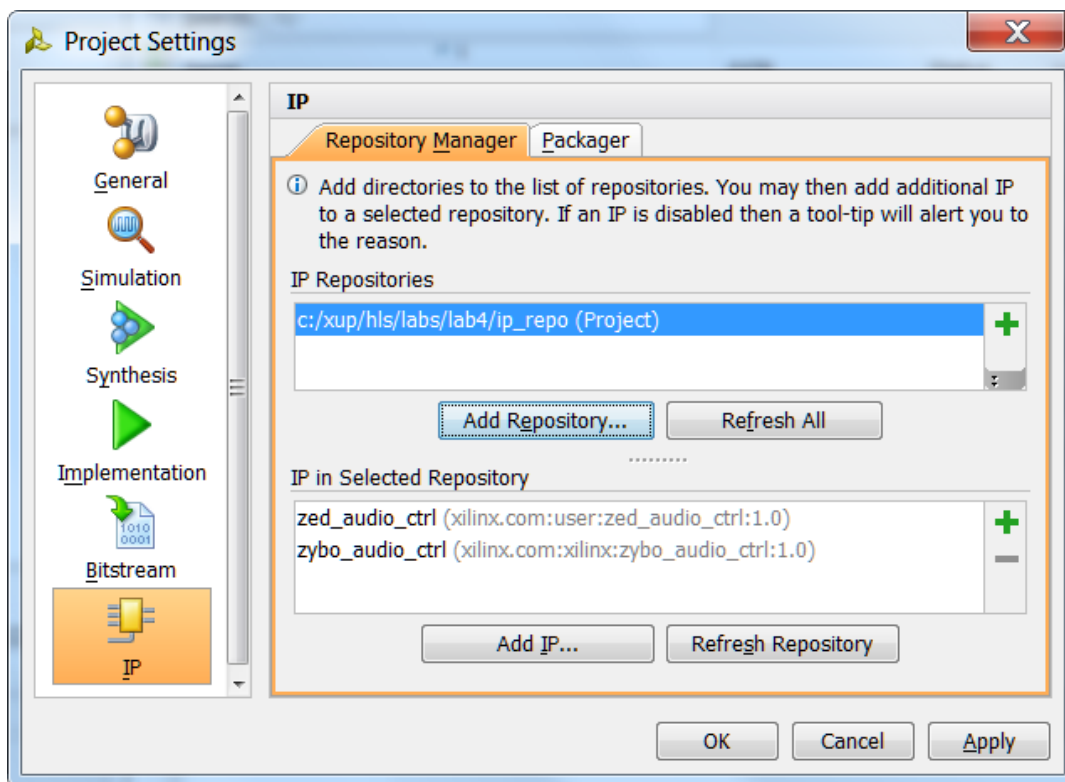 Project Settings
General
Simulation
Synthesis
Implementation
1010
0001
Bitstream
IP
IP
Repository Manager
Packager
Add directories to the list of repositories. You may then add additional IP
to a selected repository. If an IP is disabled then a tool-tip will alert you to
the reason.
IP Repositories
c:/xup/hls/labs/lab4/ip_repo (Project)
Add Repository...
Refresh All
IP in Selected Repository
zed_audio_ctrl (xilinx.com:user:zed_audio_ctrl:1.0)
zybo_audio_ctrl (xilinx.com:xilinx:zybo_audio_ctrl:1.0)
Add IP...
Refresh Repository
OK
Cancel
Apply